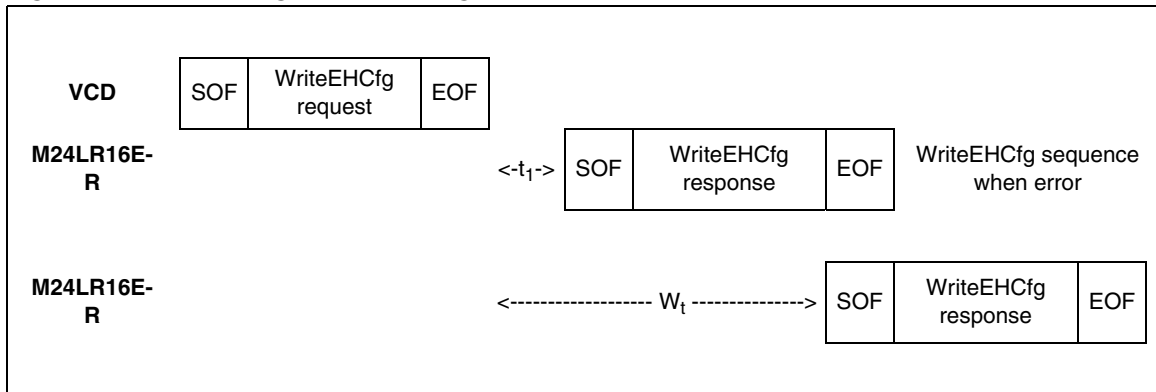 VCD SOF WriteEHCfg request EOF
M24LR16E-R <-t1-> SOF WriteEHCfg response EOF WriteEHCfg sequence when error
M24LR16E-R <------------------- Wt ---------------> SOF WriteEHCfg response EOF